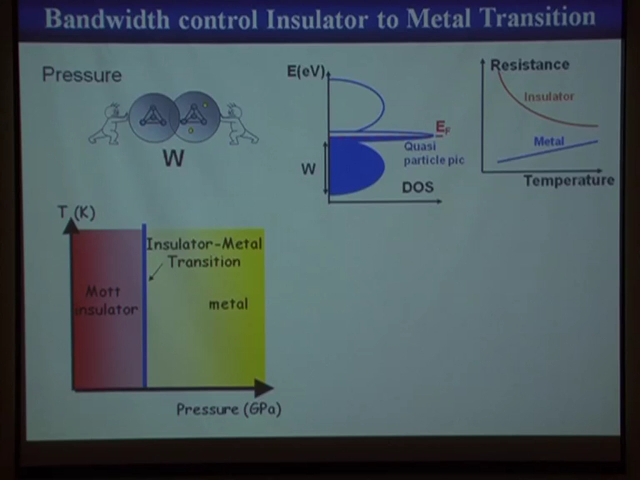 Bandwidth control Insulator to Metal Transition
Pressure
W
E(eV)
EF
Quasi
particle pic
W
DOS
Resistance
Insulator
Metal
Temperature
T (K)
Insulator-Metal
Transition
Mott
insulator
metal
Pressure (GPa)